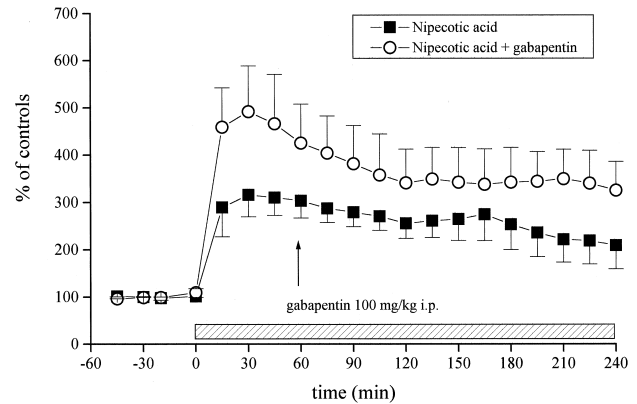 Nipecotic acid
Nipecotic acid + gabapentin
700
600
500
400
300
200
100
0
% of controls
gabapentin 100 mg/kg i.p.
-60 -30 0 30 60 90 120 150 180 210 240
time (min)